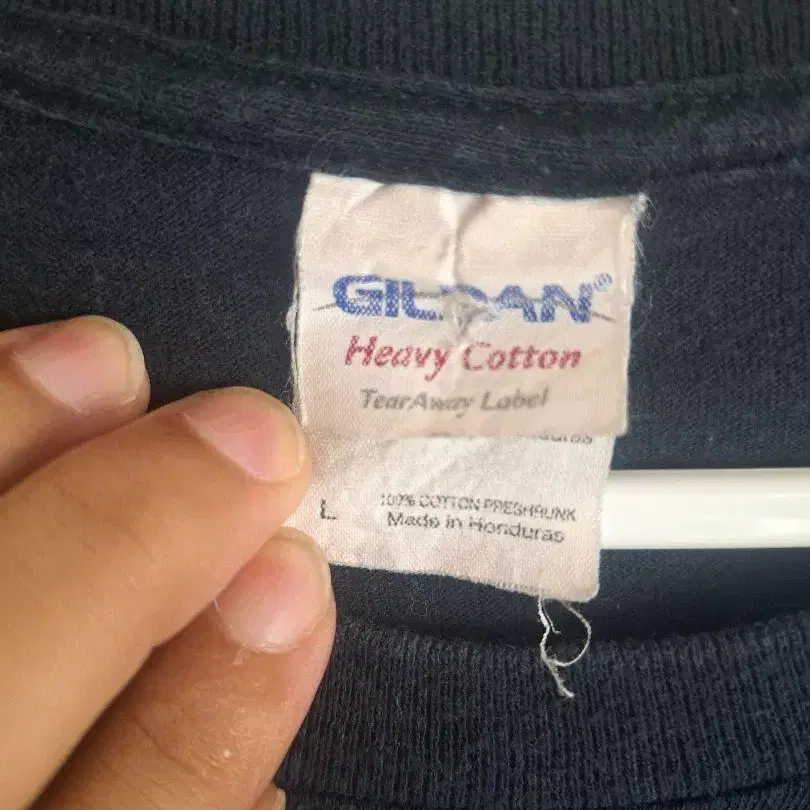 GILDAN®
Heavy Cotton
TearAway Label
L
100% COTTON PRESHRUNK
Made in Honduras